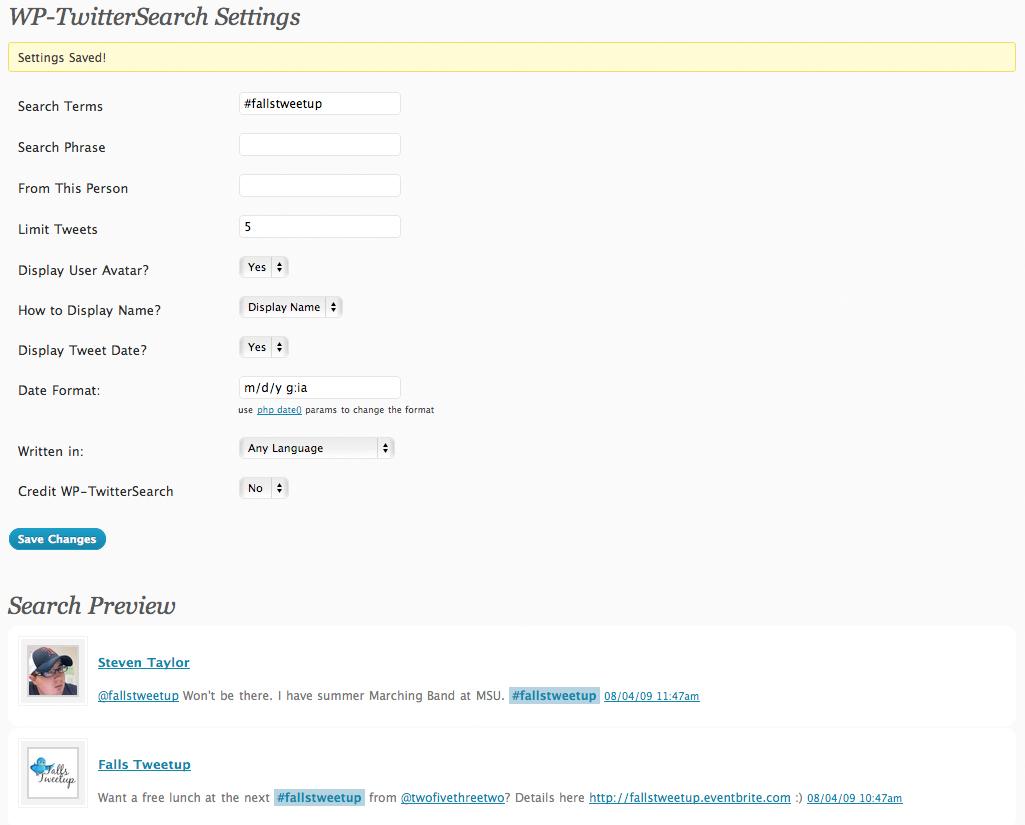 WP-TwitterSearch Settings
Settings Saved!
Search Terms #fallstweetup
Search Phrase
From This Person
Limit Tweets 5
Display User Avatar? Yes
How to Display Name? Display Name
Display Tweet Date? Yes
Date Format: m/d/y g:ia
use php date() params to change the format
Written in: Any Language
Credit WP-TwitterSearch No
Save Changes
Search Preview
Steven Taylor
@fallstweetup Won't be there. I have summer Marching Band at MSU. #fallstweetup 08/04/09 11:47am
Falls Tweetup
Falls
Tweetup
Want a free lunch at the next #fallstweetup from @twofivethreetwo? Details here http://fallstweetup.eventbrite.com :) 08/04/09 10:47am